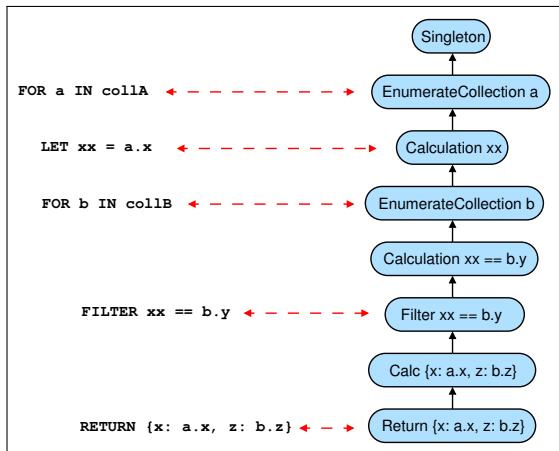 Singleton
FOR a IN collA
EnumerateCollection a
LET xx = a.x
Calculation xx
FOR b IN collB
EnumerateCollection b
Calculation xx == b.y
FILTER xx == b.y
Filter xx == b.y
Calc {x: a.x, z: b.z}
RETURN {x: a.x, z: b.z}
Return {x: a.x, z: b.z}